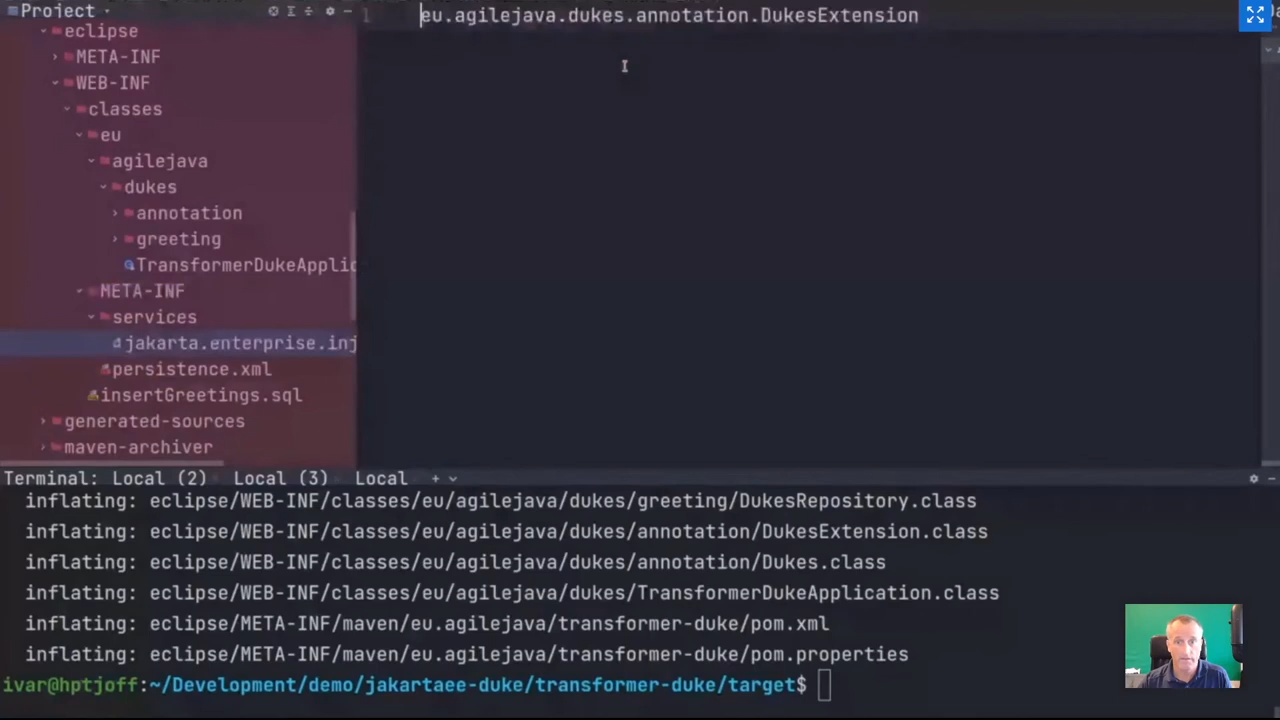 Project
1 eu.agilejava.dukes.annotation.DukesExtension
eclipse
META-INF
WEB-INF
classes
eu
agilejava
dukes
annotation
greeting
TransformerDukeApplic
META-INF
services
jakarta.enterprise.inj
persistence.xml
insertGreetings.sql
generated-sources
maven-archiver
Terminal: Local (2) Local (3) Local +
inflating: eclipse/WEB-INF/classes/eu/agilejava/dukes/greeting/DukesRepository.class
inflating: eclipse/WEB-INF/classes/eu/agilejava/dukes/annotation/DukesExtension.class
inflating: eclipse/WEB-INF/classes/eu/agilejava/dukes/annotation/Dukes.class
inflating: eclipse/WEB-INF/classes/eu/agilejava/dukes/TransformerDukeApplication.class
inflating: eclipse/META-INF/maven/eu.agilejava/transformer-duke/pom.xml
inflating: eclipse/META-INF/maven/eu.agilejava/transformer-duke/pom.properties
ivar@hptjoff:~/Development/demo/jakartaee-duke/transformer-duke/target$